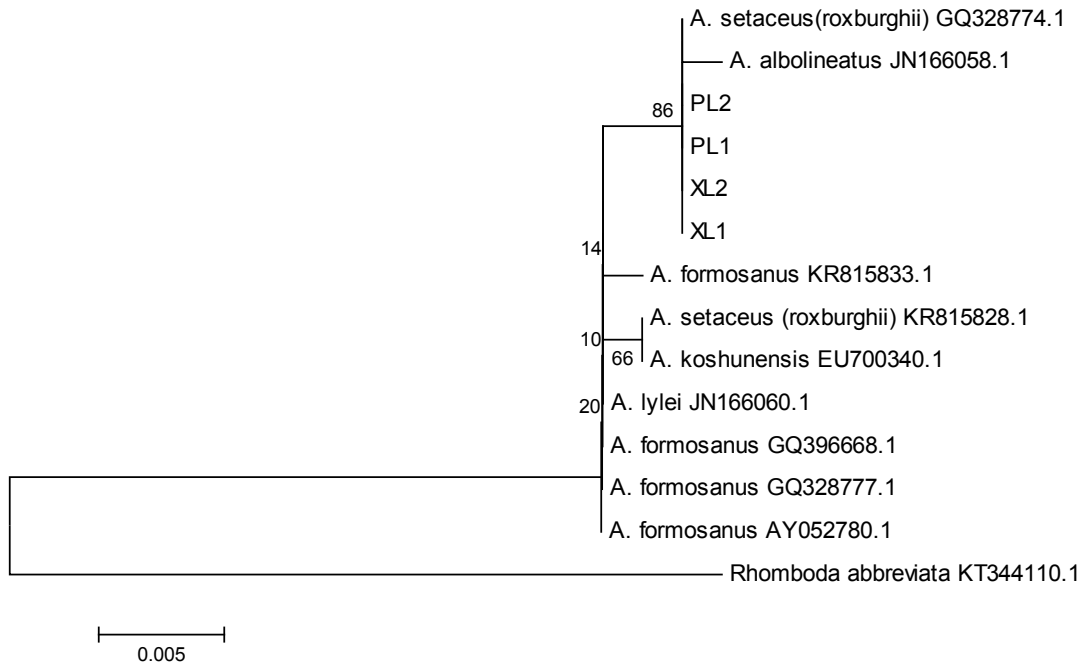 A. setaceus(roxburghii) GQ328774.1
A. albolineatus JN166058.1
PL2
86
PL1
XL2
XL1
14
A. formosanus KR815833.1
A. setaceus (roxburghii) KR815828.1
10
66
A. koshunensis EU700340.1
20
A. lylei JN166060.1
A. formosanus GQ396668.1
A. formosanus GQ328777.1
A. formosanus AY052780.1
Rhomboda abbreviata KT344110.1
0.005